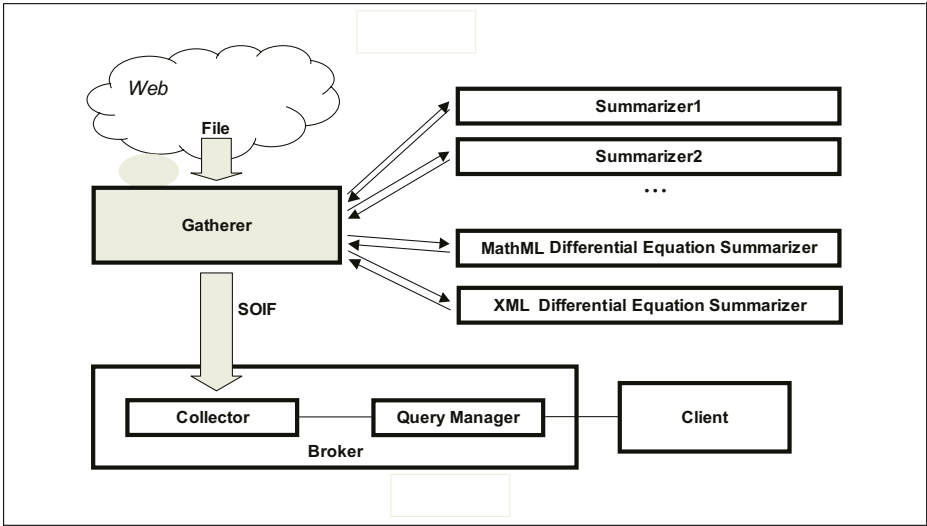 Web
File
Summarizer1
Summarizer2
...
Gatherer
MathML Differential Equation Summarizer
XML Differential Equation Summarizer
SOIF
Collector
Query Manager
Client
Broker